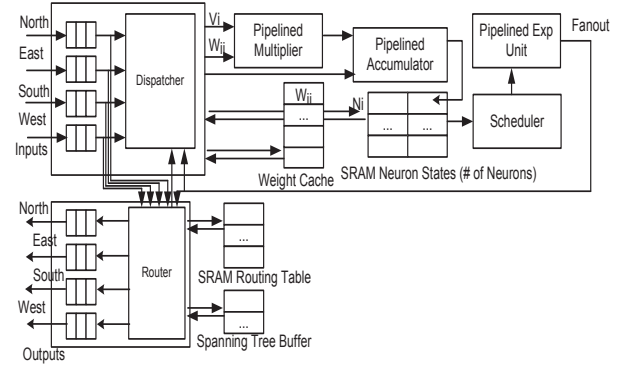 North
East
South
West
Inputs
Dispatcher
Vi
Wij
Pipelined
Multiplier
Pipelined
Accumulator
Pipelined Exp
Unit
Fanout
Wij
...
Weight Cache
Ni
...
...
SRAM Neuron States (# of Neurons)
Scheduler
North
East
South
West
Outputs
Router
...
SRAM Routing Table
...
Spanning Tree Buffer